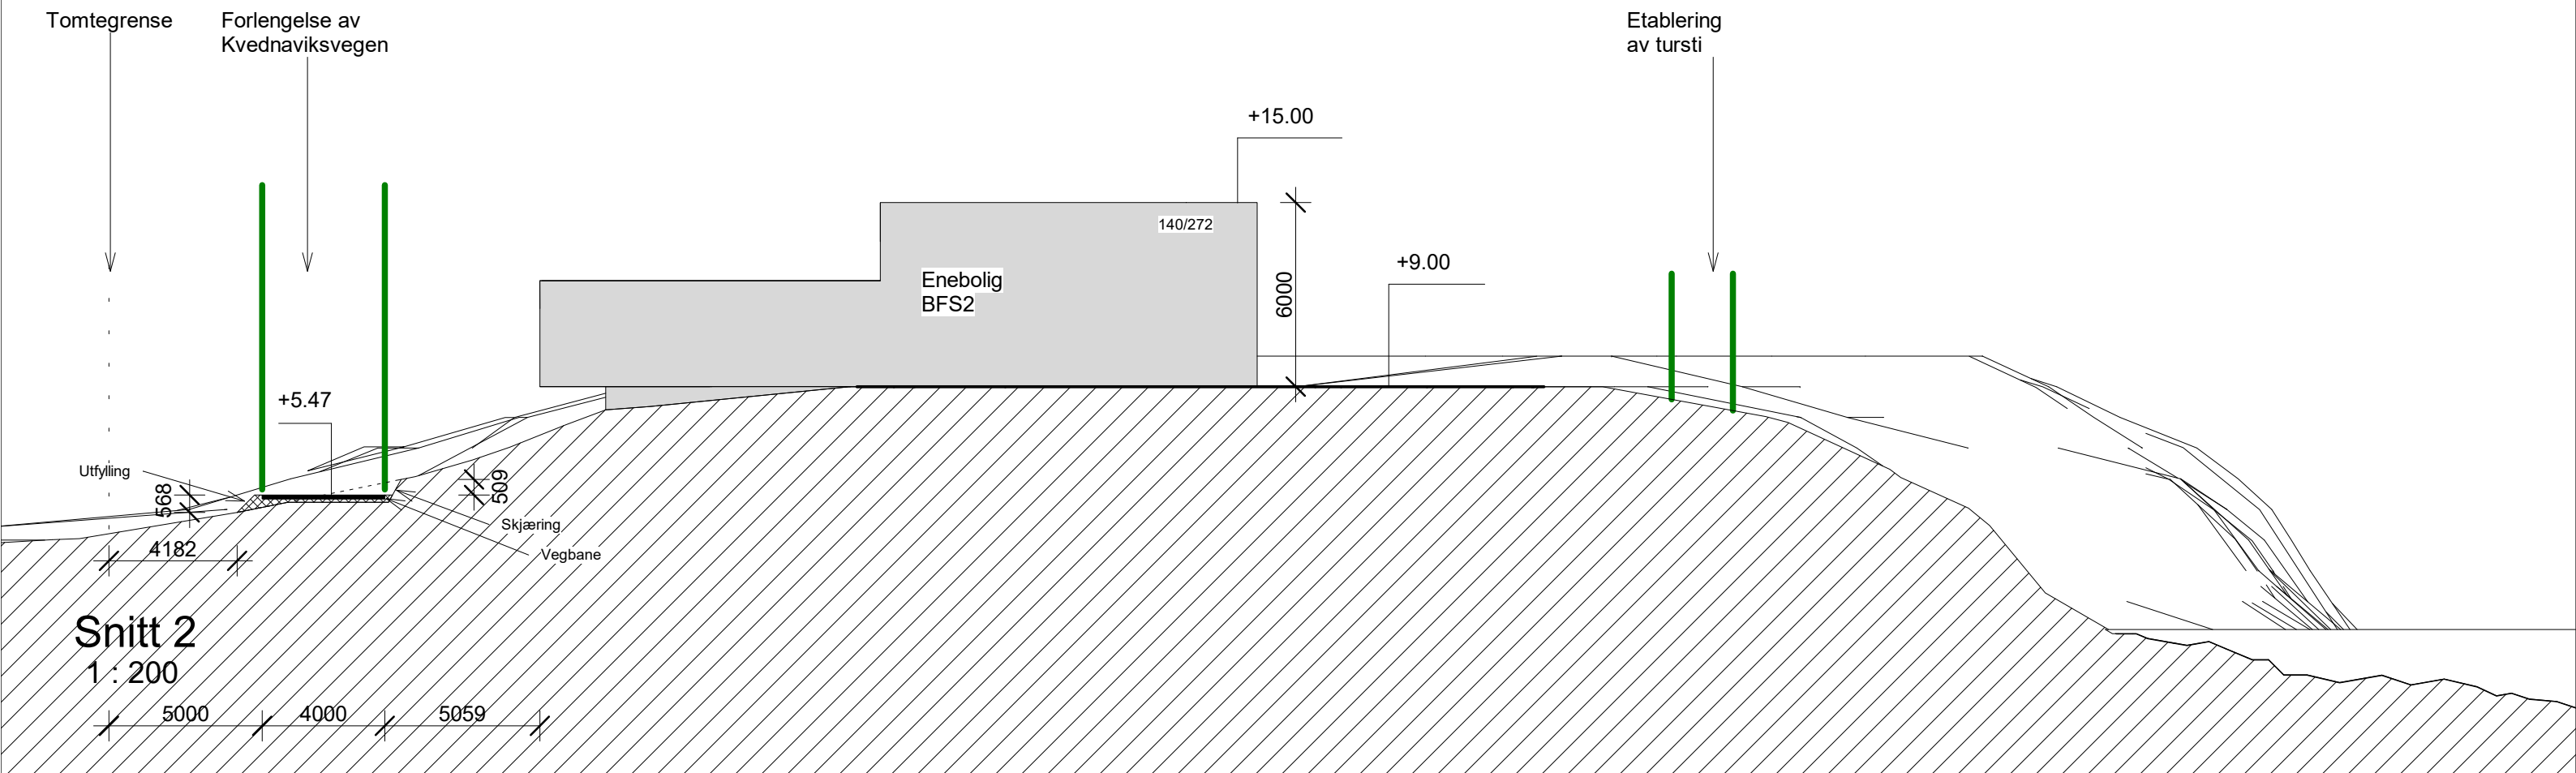 Tomtegrense
Forlengelse av
Kvednaviksvegen
Etablering
av tursti
+15.00
140/272
+9.00
Enebolig
BFS2
6000
+5.47
Utfylling
568
509
Skjæring
Vegbane
4182
Snitt 2
1 : 200
5000
4000
5059